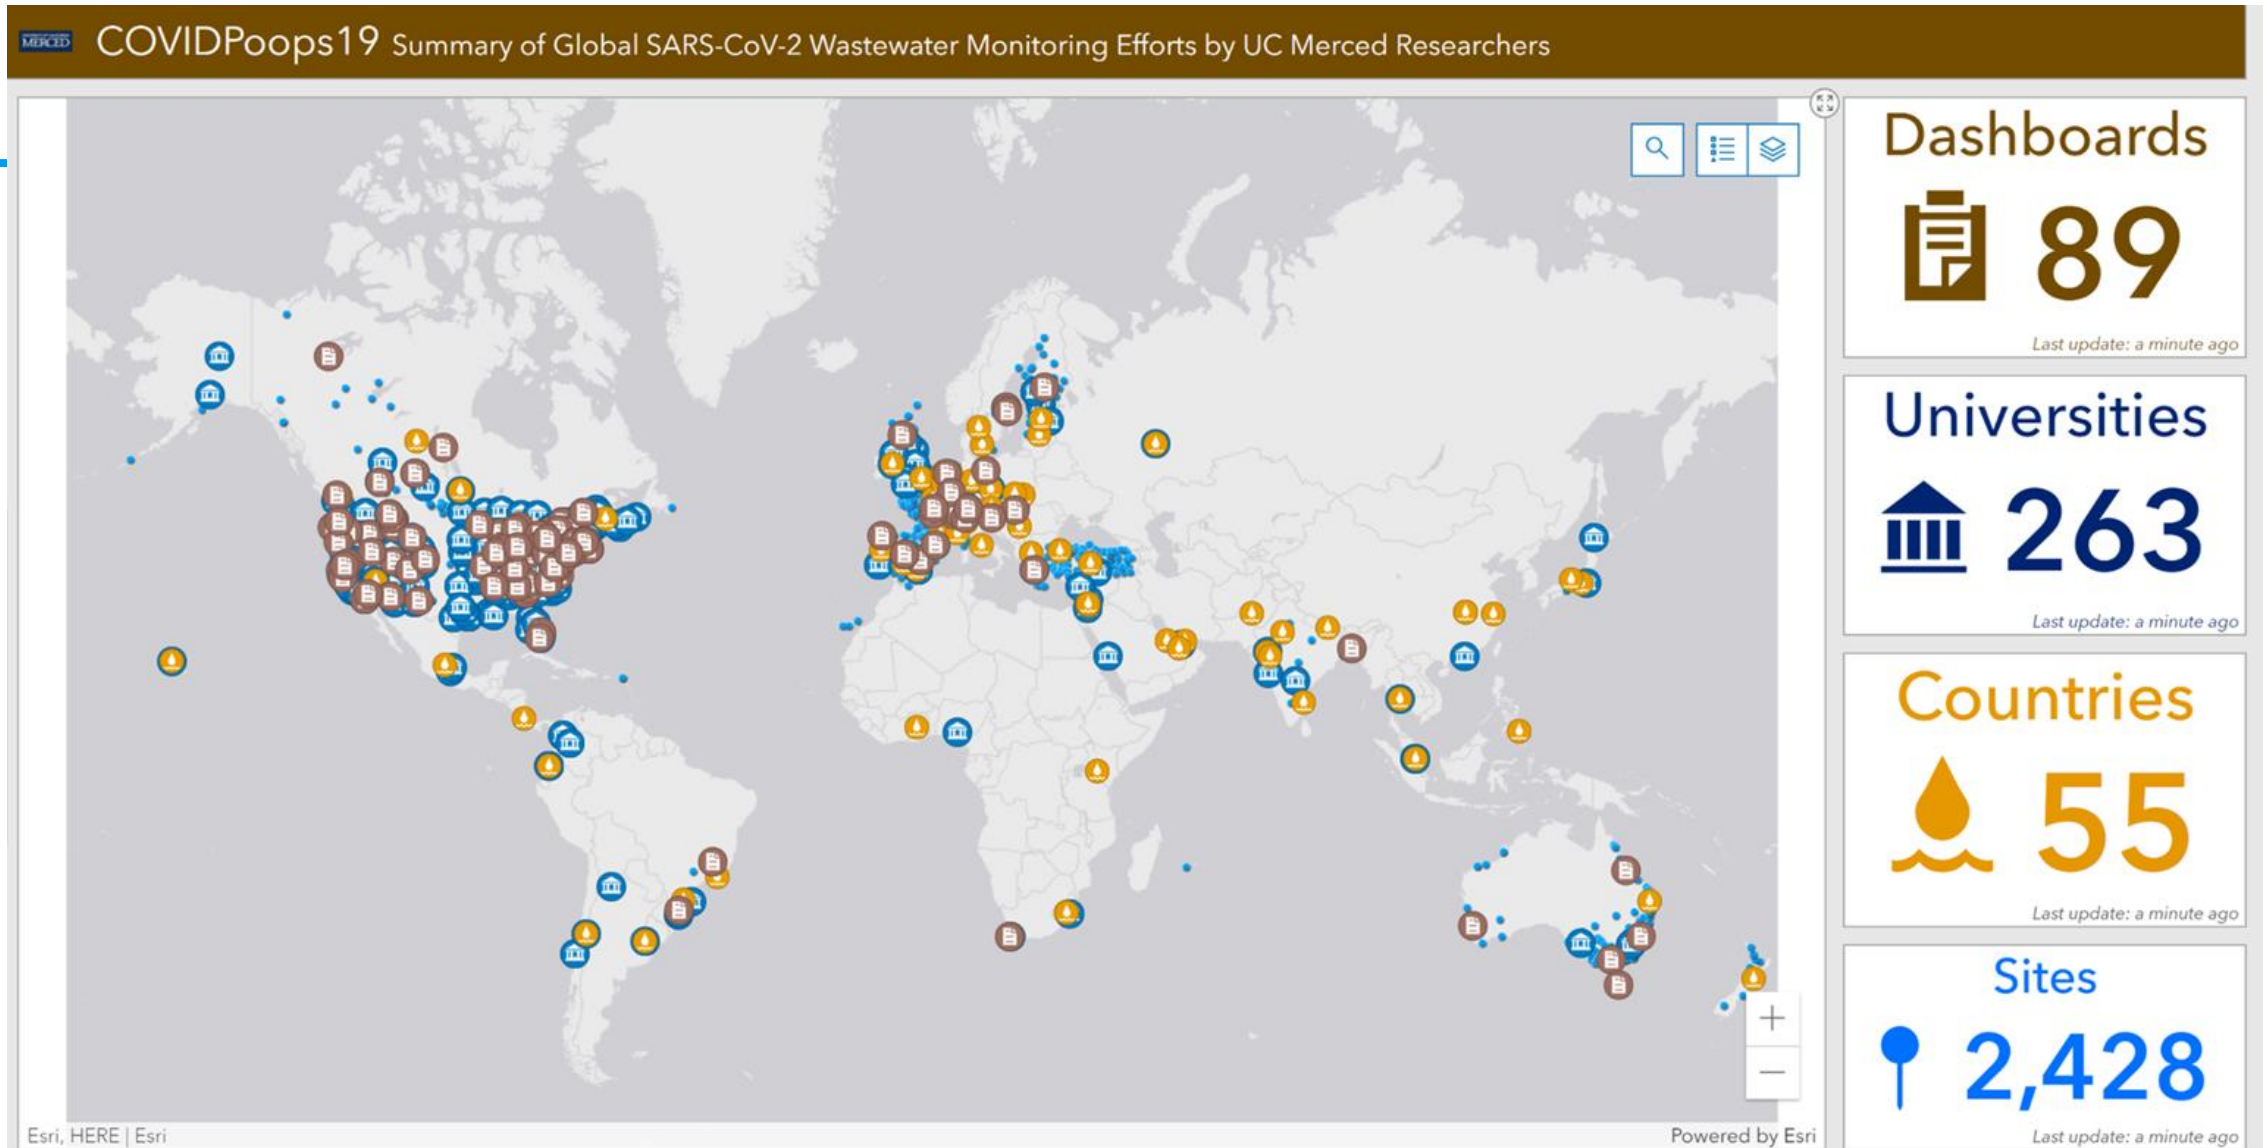 MERCED
COVIDPoops19 Summary of Global SARS-CoV-2 Wastewater Monitoring Efforts by UC Merced Researchers
Dashboards
89
Last update: a minute ago
Universities
263
Last update: a minute ago
Countries
55
Last update: a minute ago
Sites
2,428
Last update: a minute ago
Esri, HERE | Esri
Powered by Esri